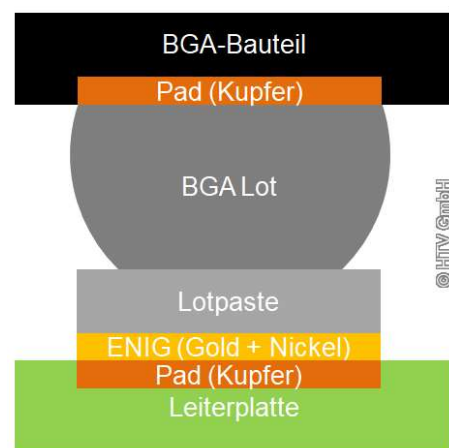 BGA-Bauteil
Pad (Kupfer)
BGA Lot
© HTV GmbH
Lotpaste
ENIG (Gold + Nickel)
Pad (Kupfer)
Leiterplatte